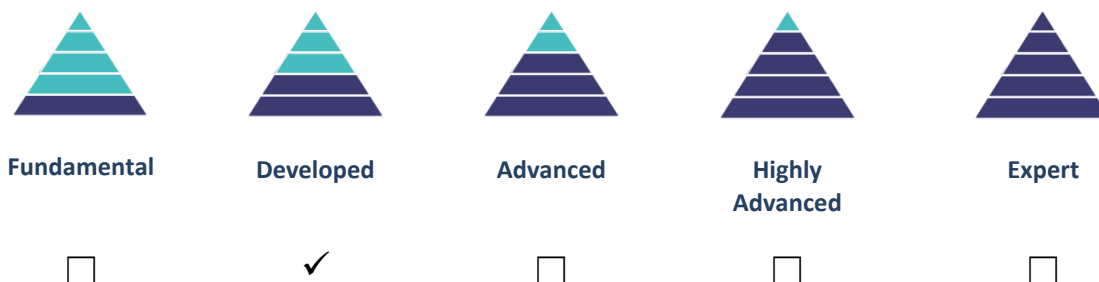 Fundamental
Developed
Advanced
Highly
Advanced
Expert
☐ ✓ ☐ ☐ ☐